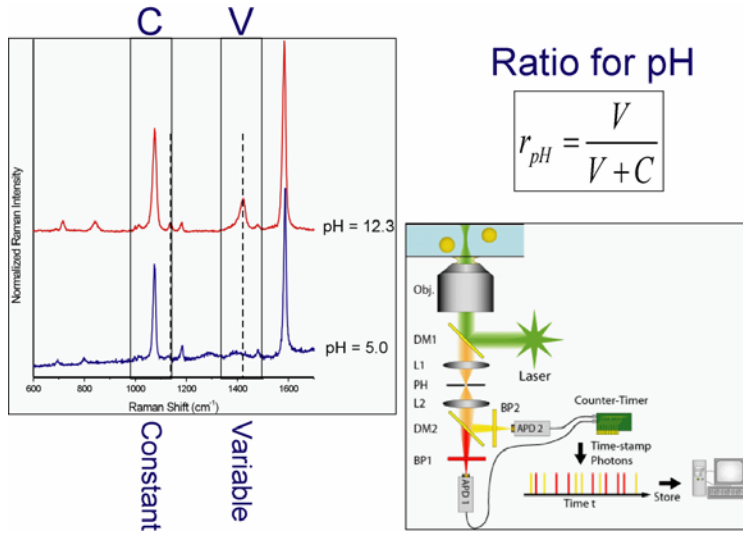 C
V
Normalized Raman Intensity
pH = 12.3
pH = 5.0
600
800
1000
1200
1400
1600
Raman Shift (cm⁻¹)
Constant
Variable
Ratio for pH
r_pH = V / V + C
Obj.
DM1
Laser
L1
PH
L2
BP2
DM2
APD 2
Counter-Timer
Time-stamp
Photons
BP1
APD 1
Time t
Store